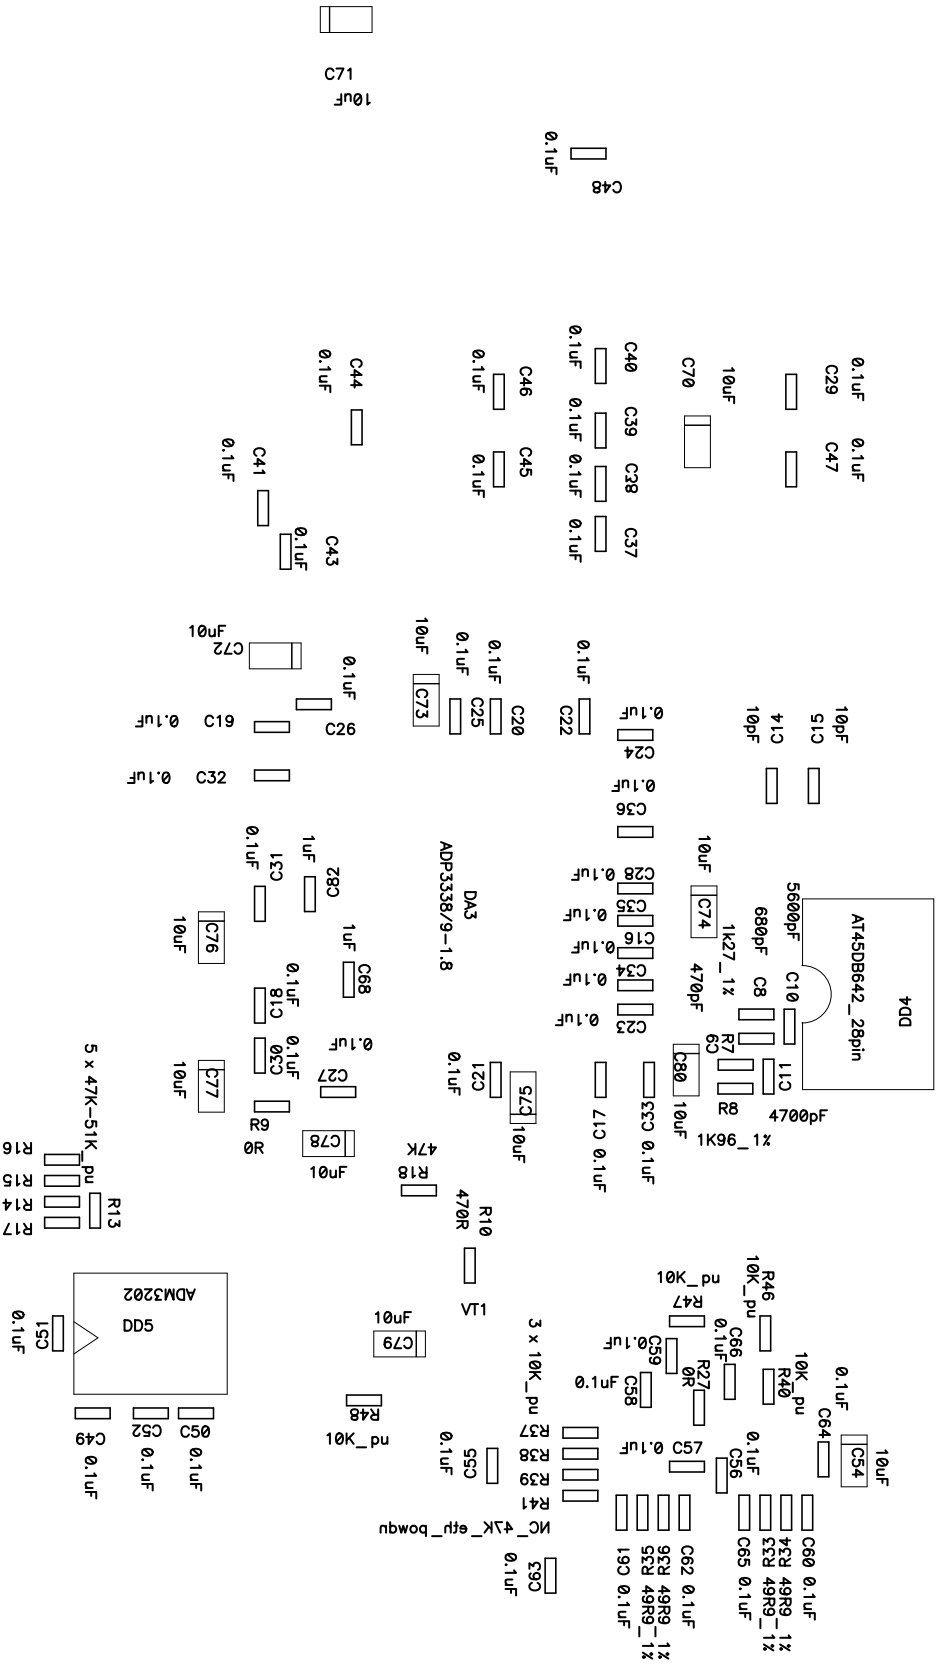 C71
10uF
0.1uF
C48
0.1uF
C44
0.1uF
C46
0.1uF
C40
C70
10uF
C29
0.1uF
0.1uF
C39
0.1uF
C41
0.1uF
C45
0.1uF
C38
C47
0.1uF
0.1uF
C43
0.1uF
C37
10uF
C72
0.1uF
C26
10uF
C73
0.1uF
C25
0.1uF
C20
0.1uF
C22
0.1uF
C24
0.1uF
C19
10pF
C14
C15
10pF
0.1uF
C32
0.1uF
C36
0.1uF
C31
1uF
C82
ADP3338/9-1.8
DA3
0.1uF
C28
10uF
C74
0.1uF
C35
0.1uF
C16
0.1uF
C34
0.1uF
C23
1k27_1%
680pF
5600pF
AT45DB642_28pin
DD4
10uF
C76
1uF
C68
0.1uF
C18
470pF
C8
C10
0.1uF
C30
0.1uF
C27
C9
R7
C11
10uF
C77
0.1uF
C21
C75
10uF
C80
10uF
R8
4700pF
1K96_1%
C17 0.1uF
C33 0.1uF
5 x 47K-51K_pu
R9
0R
C78
10uF
47K
R18
R16
R15
R14
R17
R13
470R
R10
VT1
ADM3202
DD5
0.1uF
C51
10uF
C79
3 x 10K_pu
10K_pu
R47
10K_pu
R46
0.1uF
C59
0.1uF
C66
0.1uF
C58
0R
R27
R40
10K_pu
0.1uF
C64
R48
10K_pu
C49
0.1uF
C52
0.1uF
C50
0.1uF
R37
R38
R39
R41
0.1uF
C55
0.1uF
C57
C56
0.1uF
C54
10uF
NC_47K_eth_powdn
0.1uF
C63
C61 0.1uF
R35 49R9_1%
R36 49R9_1%
C62 0.1uF
C65 0.1uF
R33 49R9_1%
R34 49R9_1%
C60 0.1uF